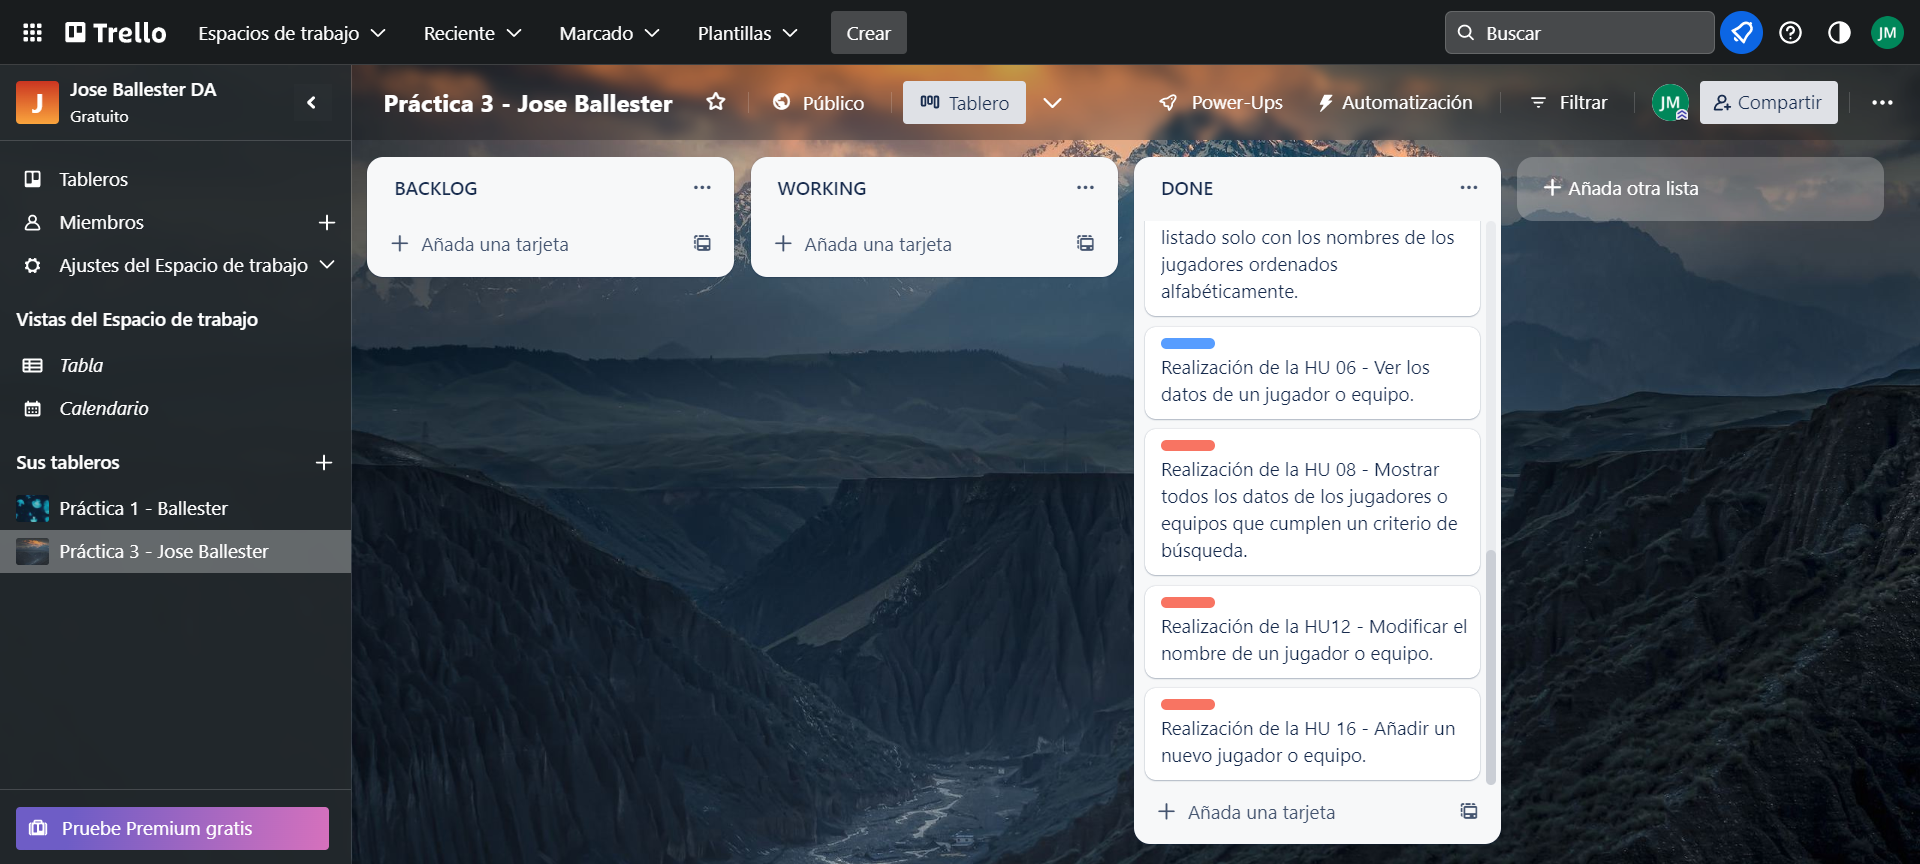 Trello
Espacios de trabajo
Reciente
Marcado
Plantillas
Crear
Buscar
JM
J
Jose Ballester DA
Gratuito
Práctica 3 - Jose Ballester
Público
Tablero
Power-Ups
Automatización
Filtrar
JM
Compartir
Tableros
Miembros
Ajustes del Espacio de trabajo
Vistas del Espacio de trabajo
Tabla
Calendario
Sus tableros
Práctica 1 - Ballester
Práctica 3 - Jose Ballester
Pruebe Premium gratis
BACKLOG
Añada una tarjeta
WORKING
Añada una tarjeta
DONE
listado solo con los nombres de los
jugadores ordenados
alfabéticamente.
Realización de la HU 06 - Ver los
datos de un jugador o equipo.
Realización de la HU 08 - Mostrar
todos los datos de los jugadores o
equipos que cumplen un criterio de
búsqueda.
Realización de la HU12 - Modificar el
nombre de un jugador o equipo.
Realización de la HU 16 - Añadir un
nuevo jugador o equipo.
Añada una tarjeta
Añada otra lista